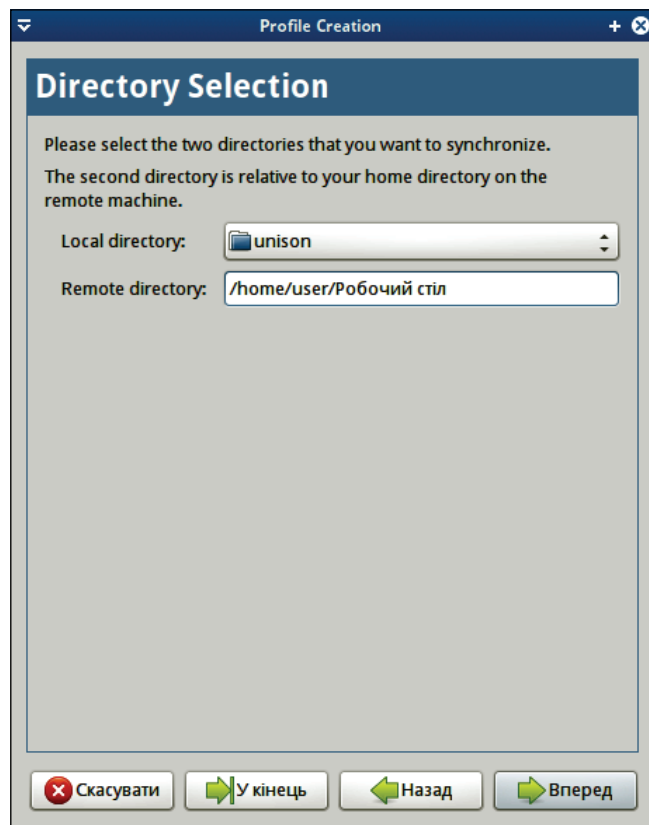 Profile Creation
Directory Selection
Please select the two directories that you want to synchronize.
The second directory is relative to your home directory on the
remote machine.
Local directory: unison
Remote directory: /home/user/Робочий стіл
Скасувати У кінець Назад Вперед